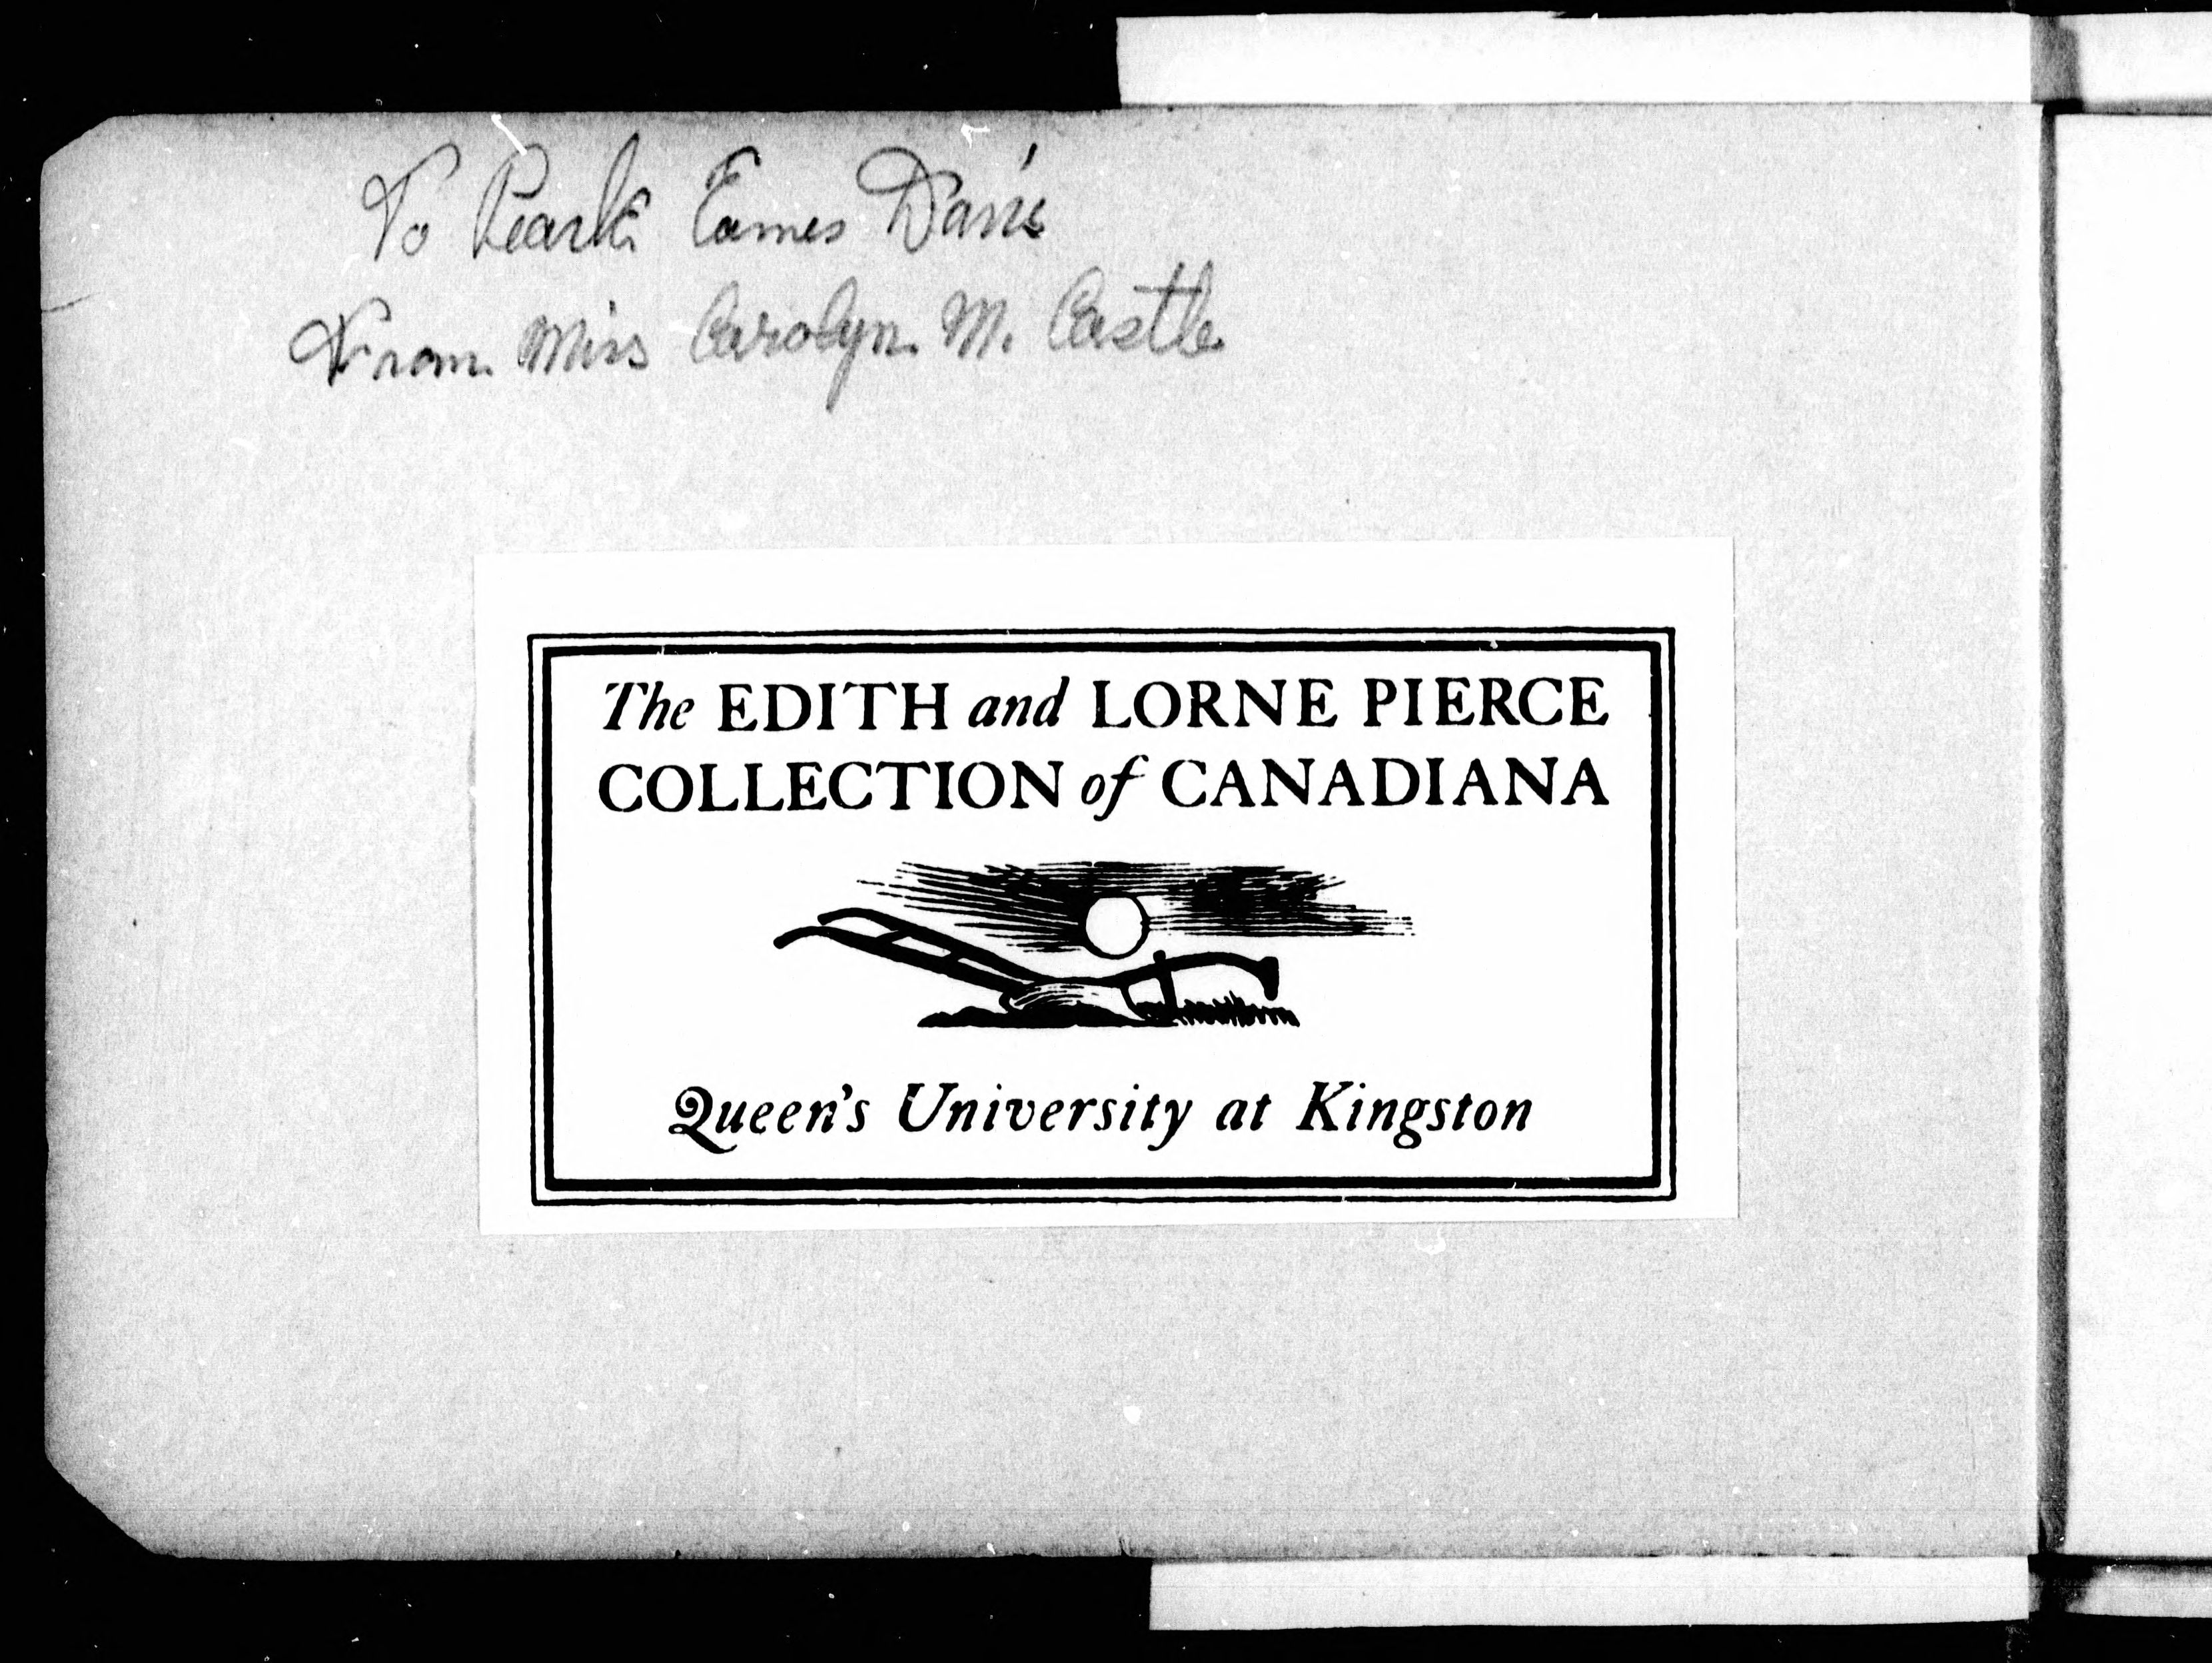 To Pearle Eames Davis
From Miss Carolyn M. Castle
The EDITH and LORNE PIERCE
COLLECTION of CANADIANA
Queen's University at Kingston